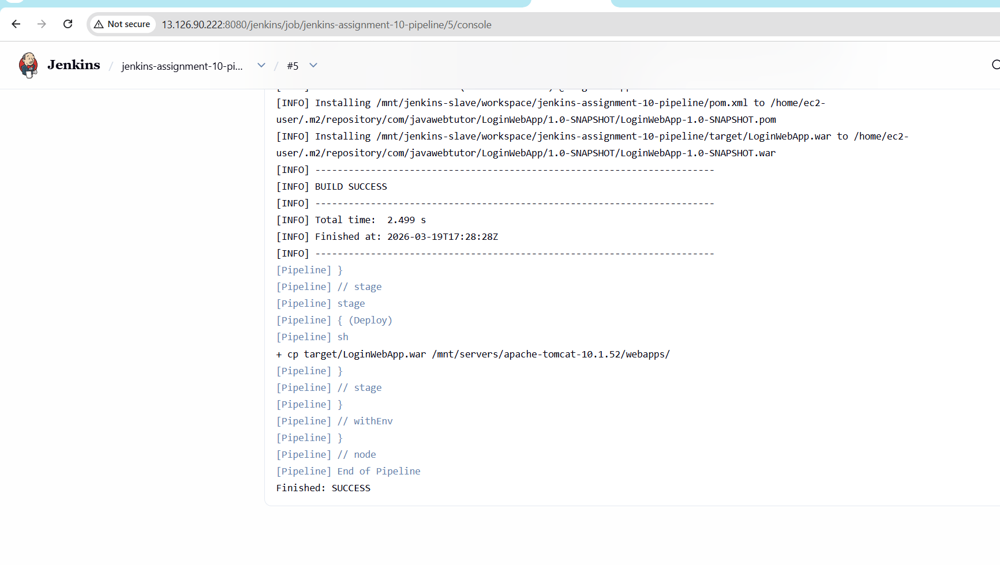 Not secure 13.126.90.222:8080/jenkins/job/jenkins-assignment-10-pipeline/5/console
Jenkins / jenkins-assignment-10-pi... / #5
[INFO] Installing /mnt/jenkins-slave/workspace/jenkins-assignment-10-pipeline/pom.xml to /home/ec2-
user/.m2/repository/com/javawebtutor/LoginWebApp/1.0-SNAPSHOT/LoginWebApp-1.0-SNAPSHOT.pom
[INFO] Installing /mnt/jenkins-slave/workspace/jenkins-assignment-10-pipeline/target/LoginWebApp.war to /home/ec2-
user/.m2/repository/com/javawebtutor/LoginWebApp/1.0-SNAPSHOT/LoginWebApp-1.0-SNAPSHOT.war
[INFO] ------------------------------------------------------------------------
[INFO] BUILD SUCCESS
[INFO] ------------------------------------------------------------------------
[INFO] Total time:  2.499 s
[INFO] Finished at: 2026-03-19T17:28:28Z
[INFO] ------------------------------------------------------------------------
[Pipeline] }
[Pipeline] // stage
[Pipeline] stage
[Pipeline] { (Deploy)
[Pipeline] sh
+ cp target/LoginWebApp.war /mnt/servers/apache-tomcat-10.1.52/webapps/
[Pipeline] }
[Pipeline] // stage
[Pipeline] }
[Pipeline] // withEnv
[Pipeline] }
[Pipeline] // node
[Pipeline] End of Pipeline
Finished: SUCCESS